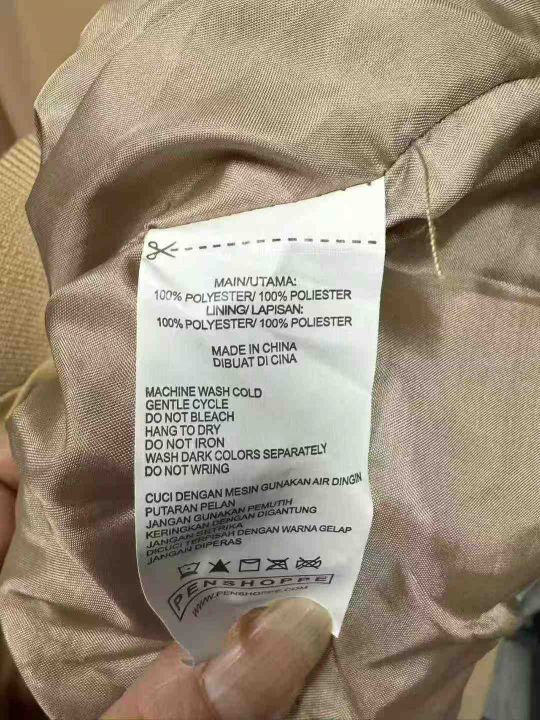 MAIN/UTAMA:
100% POLYESTER/ 100% POLIESTER
LINING/ LAPISAN:
100% POLYESTER/ 100% POLIESTER
MADE IN CHINA
DIBUAT DI CINA
MACHINE WASH COLD
GENTLE CYCLE
DO NOT BLEACH
HANG TO DRY
DO NOT IRON
WASH DARK COLORS SEPARATELY
DO NOT WRING
CUCI DENGAN MESIN GUNAKAN AIR DINGIN
PUTARAN PELAN
JANGAN GUNAKAN PEMUTIH
KERINGKAN DENGAN DIGANTUNG
JANGAN SETRIKA
DICUCI TERPISAH DENGAN WARNA GELAP
JANGAN DIPERAS
PENSHOPPE
www.PENSHOPPE.COM